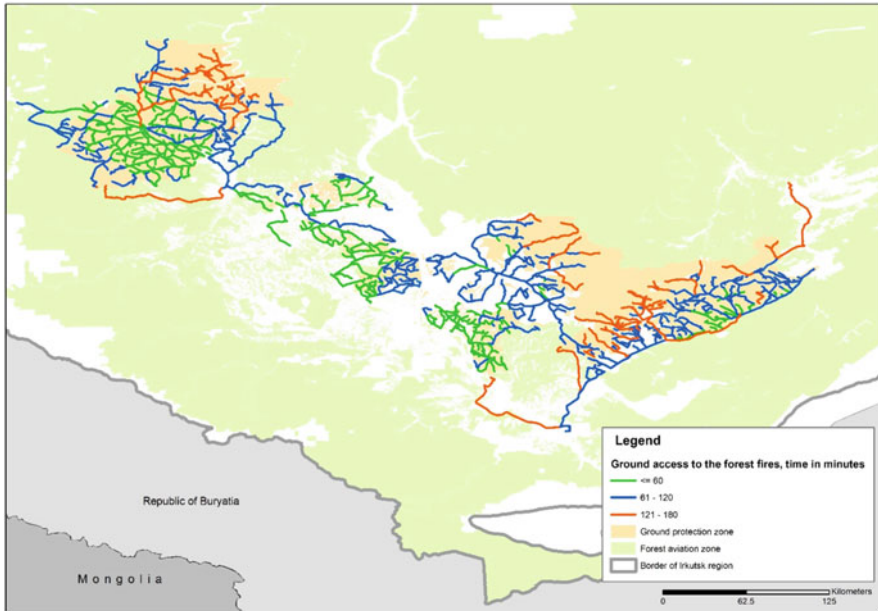 Republic of Buryatia
Mongolia
Legend
Ground access to the forest fires, time in minutes
<= 60
61 - 120
121 - 180
Ground protection zone
Forest aviation zone
Border of Irkutsk region
Kilometers
0 62.5 125